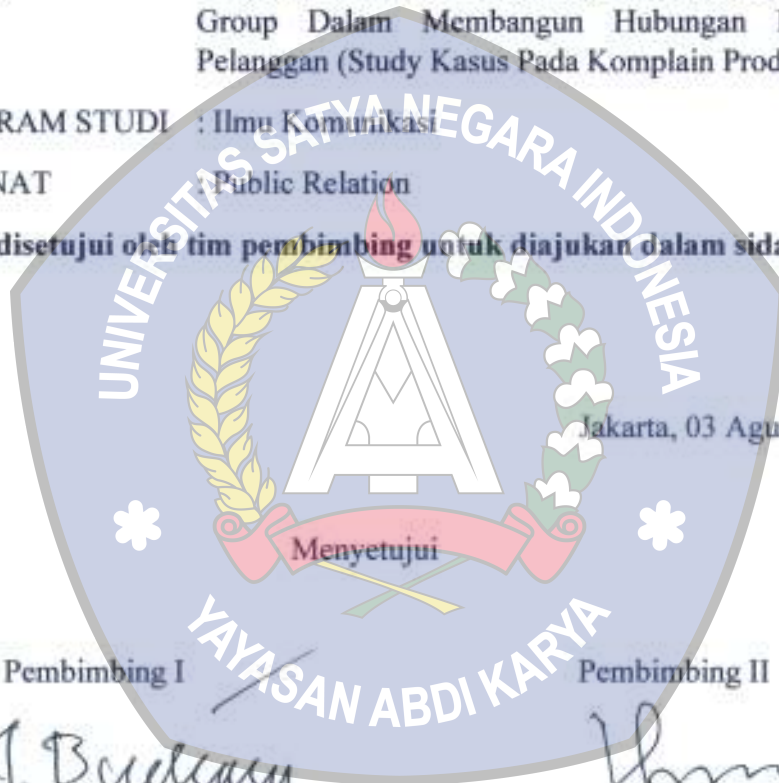 Group Dalam Membangun Hubungan
Pelanggan (Study Kasus Pada Komplain Prod
RAM STUDI : Ilmu Komunikasi
NAT : Public Relation
disetujui oleh tim pembimbing untuk diajukan dalam sida
UNIVERSITAS SATYA NEGARA INDONESIA
Jakarta, 03 Agu
Menyetujui
YAYASAN ABDI KARYA
Pembimbing I Pembimbing II